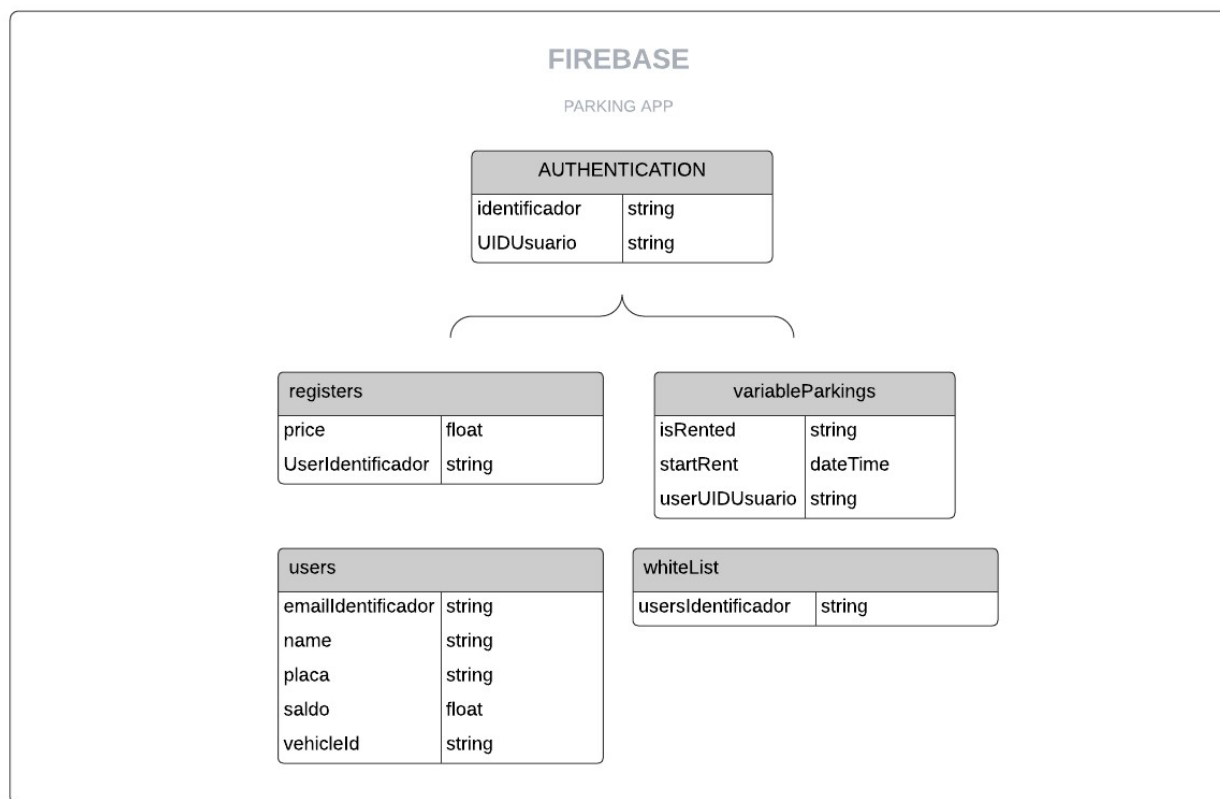 FIREBASE
PARKING APP
AUTHENTICATION
identificador string
UIDUsuario string
registers
price float
UserIdentificador string
variableParkings
isRented string
startRent dateTime
userUIDUsuario string
users
emailIdentificador string
name string
placa string
saldo float
vehicleId string
whiteList
usersIdentificador string